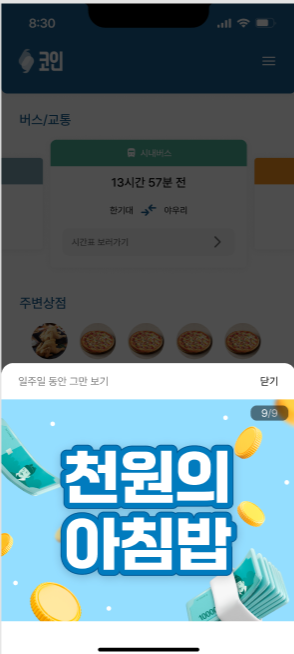 8:30
코인
버스/교통
시내버스
13시간 57분 전
한기대
야우리
시간표 보러가기
주변상점
일주일 동안 그만 보기
닫기
9/9
천원의
아침밥